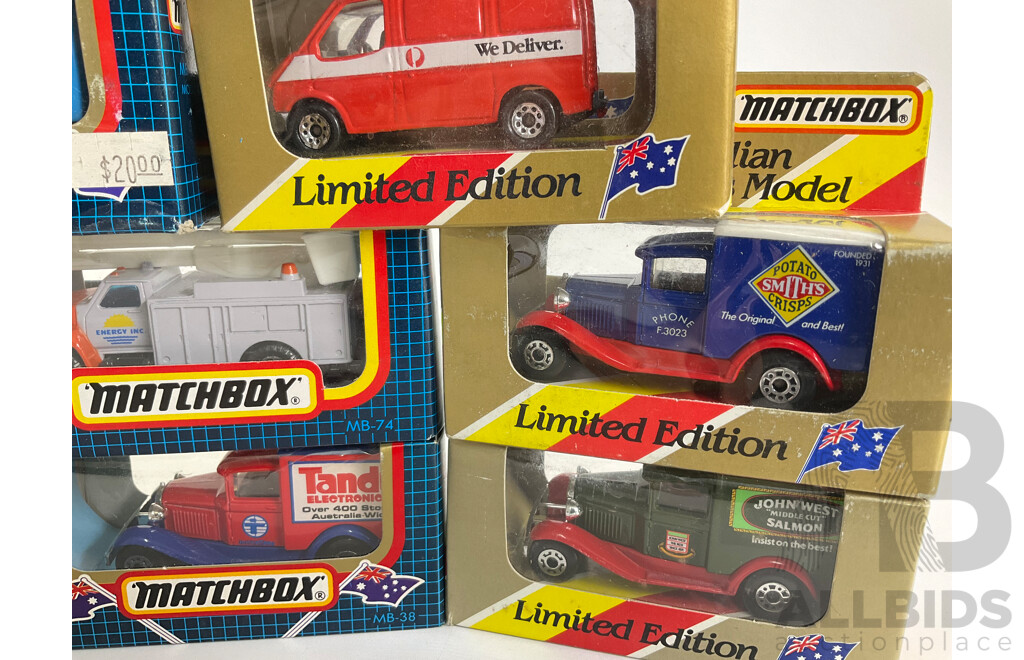 We Deliver.
$20.00
Limited Edition
MATCHBOX®
Model
FOUNDED
1931
POTATO
SMITH'S
CRISPS
The Original and Best!
PHONE
F.3023
ENERGY INC
MATCHBOX®
MB-74
Limited Edition
Tand
ELECTRONIC
Over 400 Sto
Australia-Wid
MATCHBOX®
MB-38
JOHN WEST
"MIDDLE CUT"
SALMON
Insist on the best!
Limited Edition
ALLBIDS
auctionplace